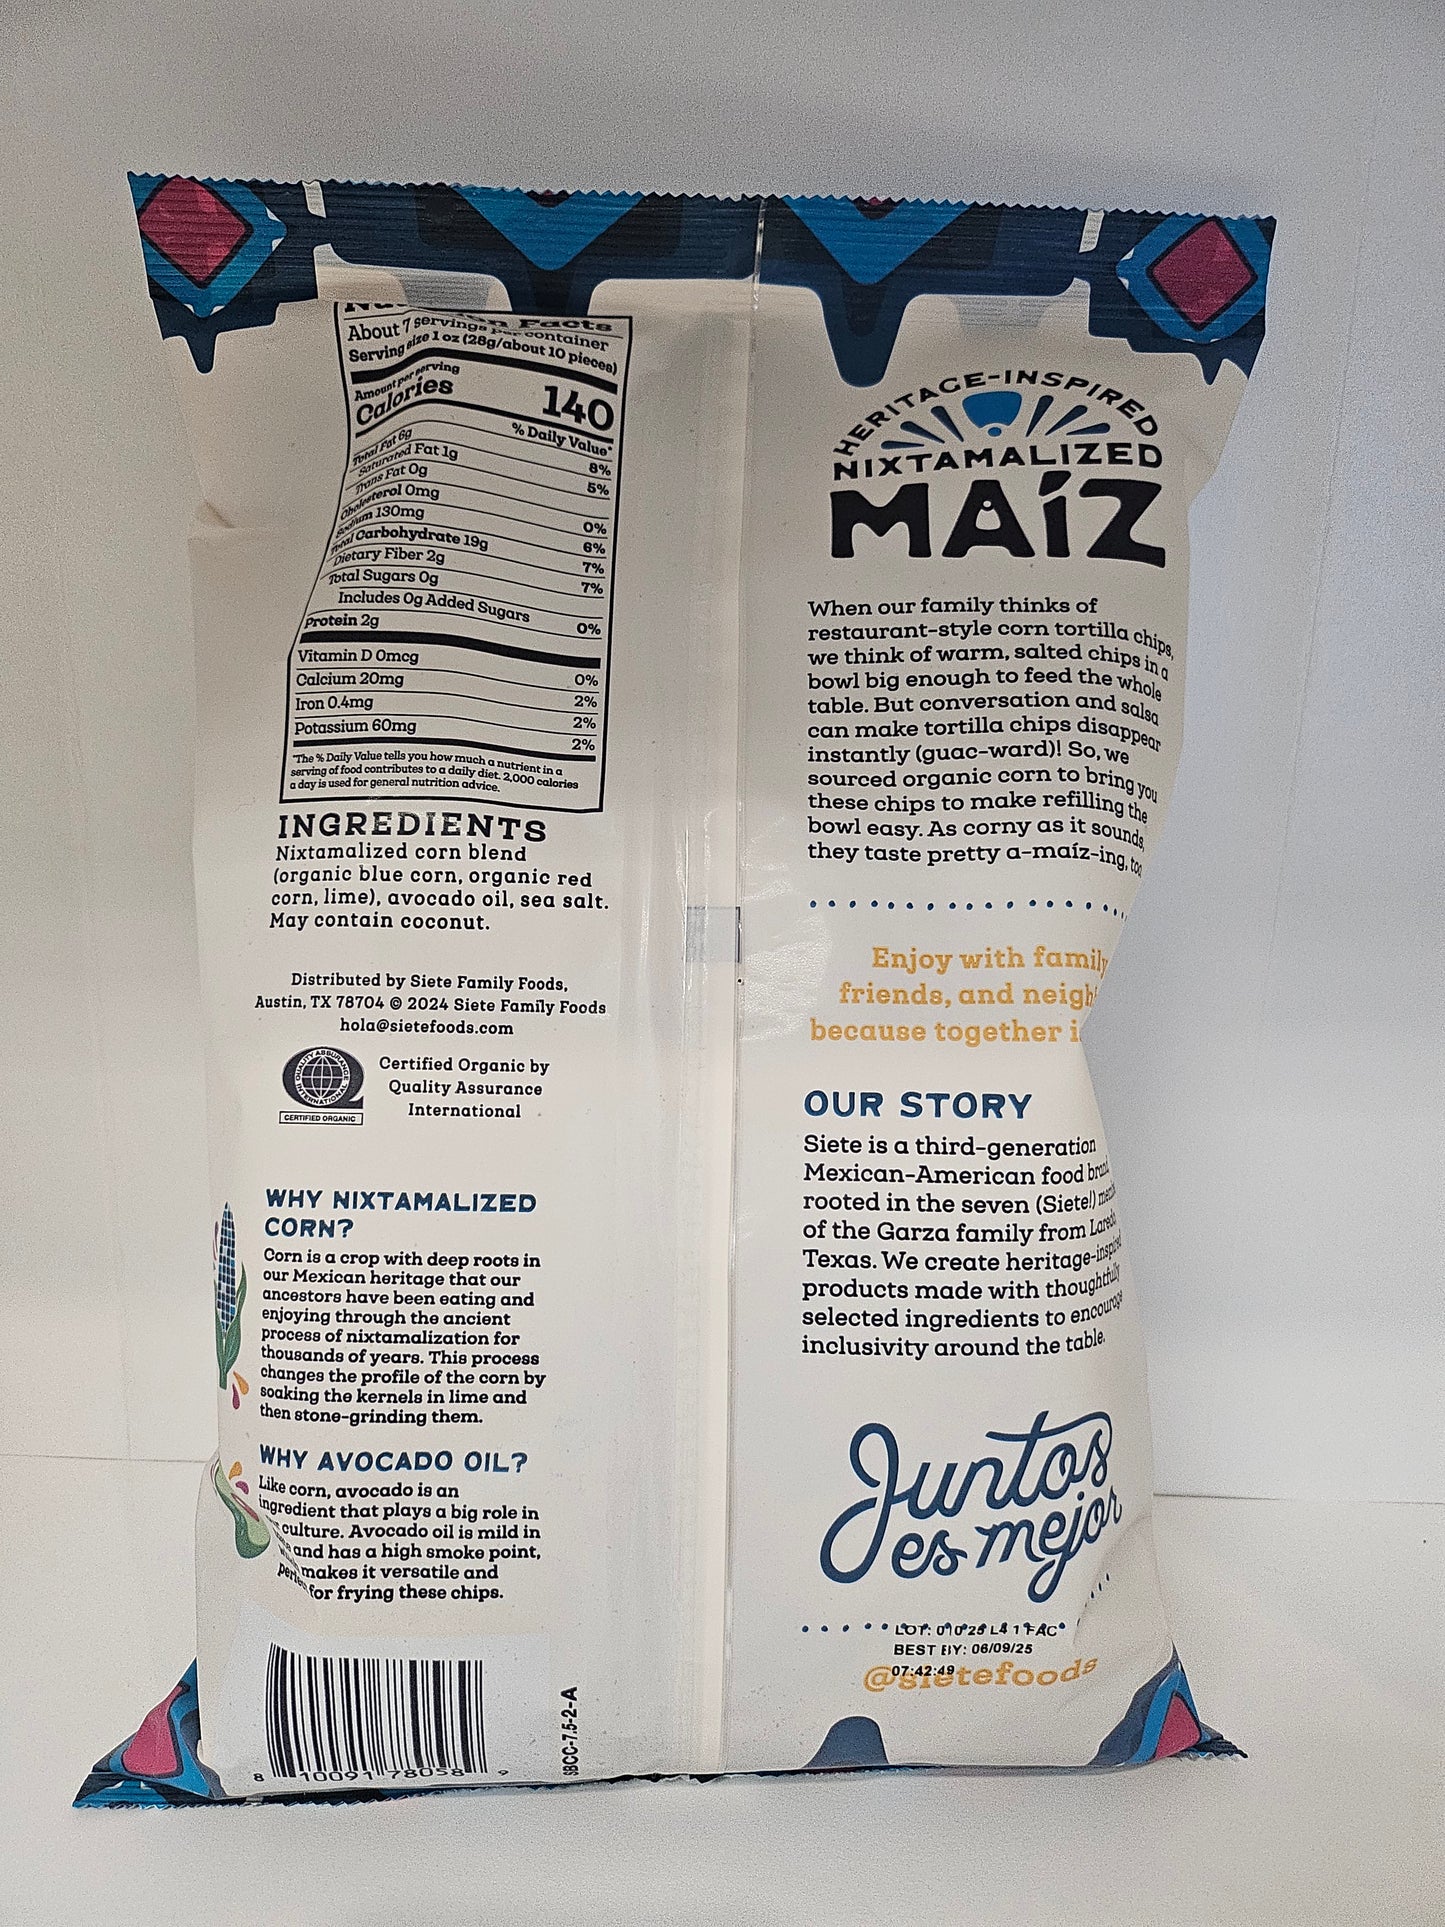 Facts
About 7 servings per container
Serving size 1 oz (28g/about 10 pieces)
Amount per serving
Calories 140
% Daily Value*
Total Fat 6g 8%
Saturated Fat 1g 5%
Trans Fat 0g
Cholesterol 0mg 0%
Sodium 130mg 6%
Total Carbohydrate 19g 7%
Dietary Fiber 2g 7%
Total Sugars 0g
Includes 0g Added Sugars 0%
Protein 2g
Vitamin D 0mcg 0%
Calcium 20mg 2%
Iron 0.4mg 2%
Potassium 60mg 2%
*The % Daily Value tells you how much a nutrient in a
serving of food contributes to a daily diet. 2,000 calories
a day is used for general nutrition advice.
INGREDIENTS
Nixtamalized corn blend
(organic blue corn, organic red
corn, lime), avocado oil, sea salt.
May contain coconut.
Distributed by Siete Family Foods,
Austin, TX 78704 © 2024 Siete Family Foods
hola@sietefoods.com
QUALITY ASSURANCE INTERNATIONAL
CERTIFIED ORGANIC
Certified Organic by
Quality Assurance
International
WHY NIXTAMALIZED
CORN?
Corn is a crop with deep roots in
our Mexican heritage that our
ancestors have been eating and
enjoying through the ancient
process of nixtamalization for
thousands of years. This process
changes the profile of the corn by
soaking the kernels in lime and
then stone-grinding them.
WHY AVOCADO OIL?
Like corn, avocado is an
ingredient that plays a big role in
culture. Avocado oil is mild in
and has a high smoke point,
makes it versatile and
for frying these chips.
8 10091 78058 9
SBCC-7.5-2-A
HERITAGE-INSPIRED
NIXTAMALIZED
MAÍZ
When our family thinks of
restaurant-style corn tortilla chips,
we think of warm, salted chips in a
bowl big enough to feed the whole
table. But conversation and salsa
can make tortilla chips disappear
instantly (guac-ward)! So, we
sourced organic corn to bring you
these chips to make refilling the
bowl easy. As corny as it sounds,
they taste pretty a-maíz-ing, too
Enjoy with family
friends, and
because together
OUR STORY
Siete is a third-generation
Mexican-American food
rooted in the seven (Siete!)
of the Garza family from Laredo,
Texas. We create heritage-inspired
products made with thoughtfully
selected ingredients to encourage
inclusivity around the table.
Juntos
es mejor
LOT: 010 25 L4 1 FAC
BEST BY: 06/09/25
07:42:49
@sietefoods